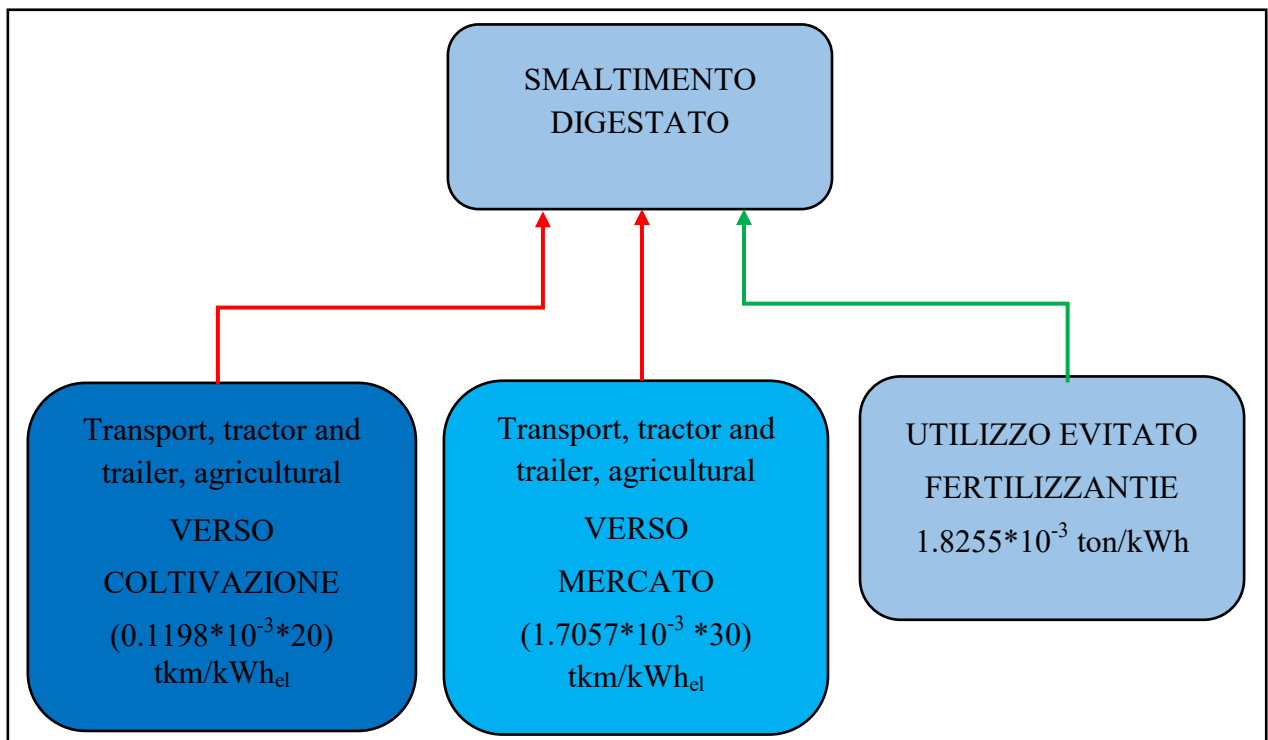 SMALTIMENTO
DIGESTATO
Transport, tractor and
trailer, agricultural
VERSO
COLTIVAZIONE
(0.1198*10⁻³*20)
tkm/kWhₑₗ
Transport, tractor and
trailer, agricultural
VERSO
MERCATO
(1.7057*10⁻³ *30)
tkm/kWhₑₗ
UTILIZZO EVITATO
FERTILIZZANTIE
1.8255*10⁻³ ton/kWh